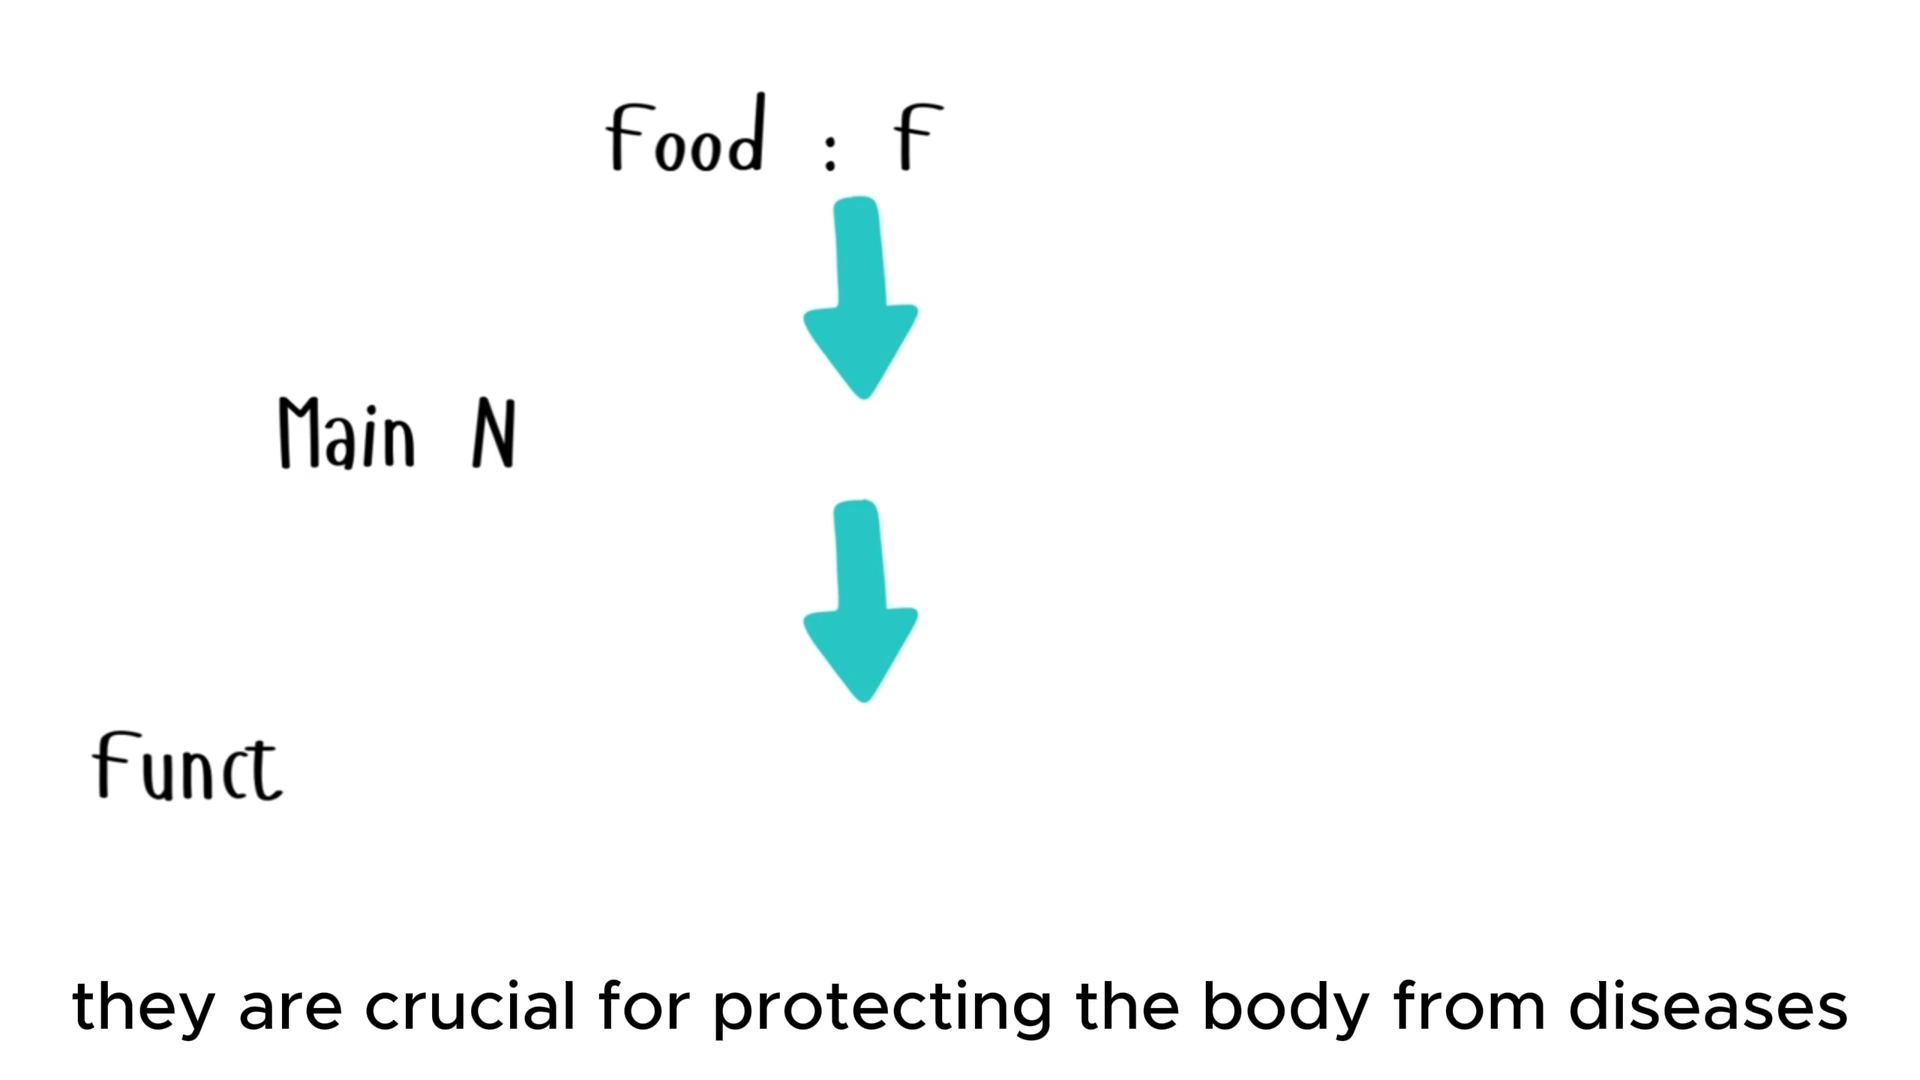 Food : F
Main N
Funct
they are crucial for protecting the body from diseases